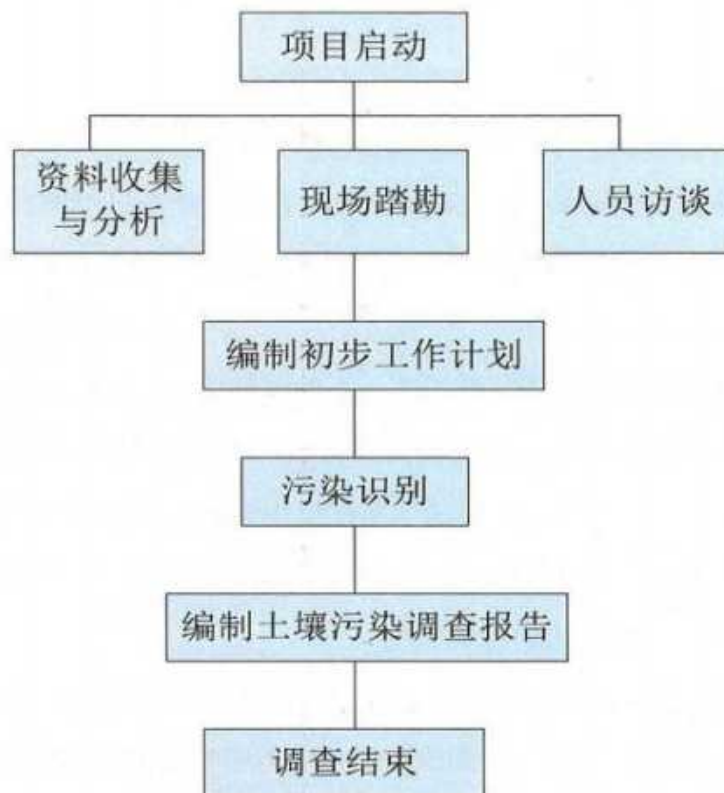 项目启动
资料收集
与分析
现场踏勘
人员访谈
编制初步工作计划
污染识别
编制土壤污染调查报告
调查结束